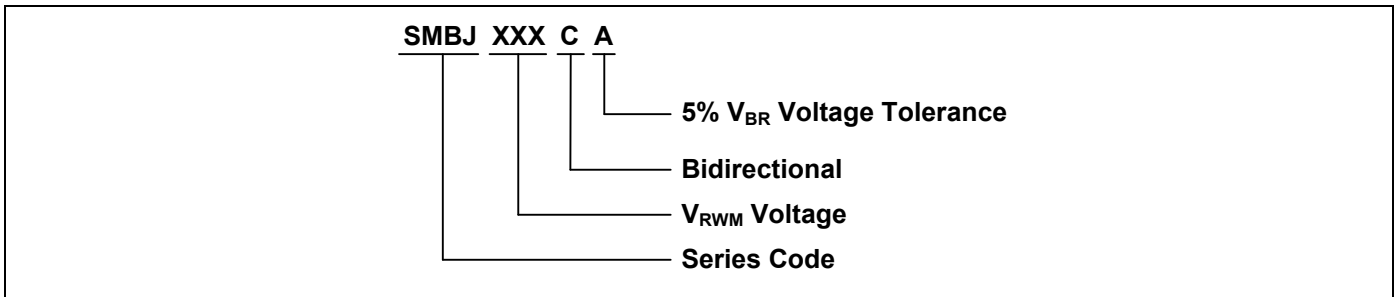 SMBJ XXX C A
5% VBR Voltage Tolerance
Bidirectional
VRWM Voltage
Series Code